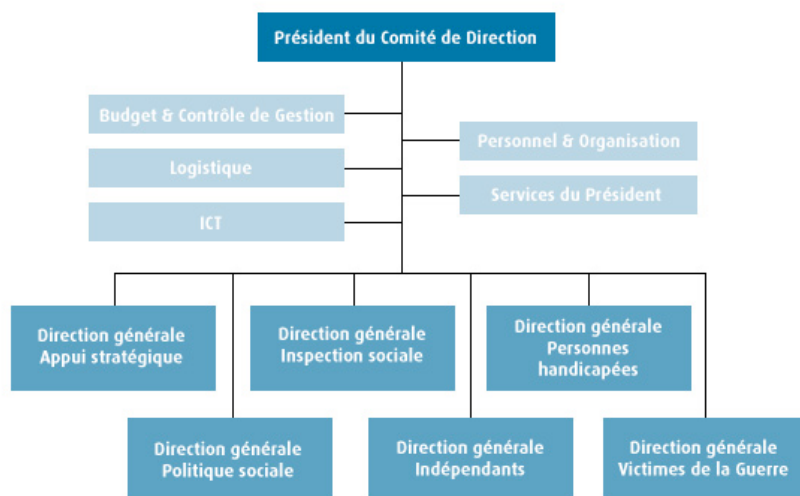 Président du Comité de Direction
Budget & Contrôle de Gestion
Personnel & Organisation
Logistique
Services du Président
ICT
Direction générale
Appui stratégique
Direction générale
Inspection sociale
Direction générale
Personnes
handicapées
Direction générale
Politique sociale
Direction générale
Indépendants
Direction générale
Victimes de la Guerre